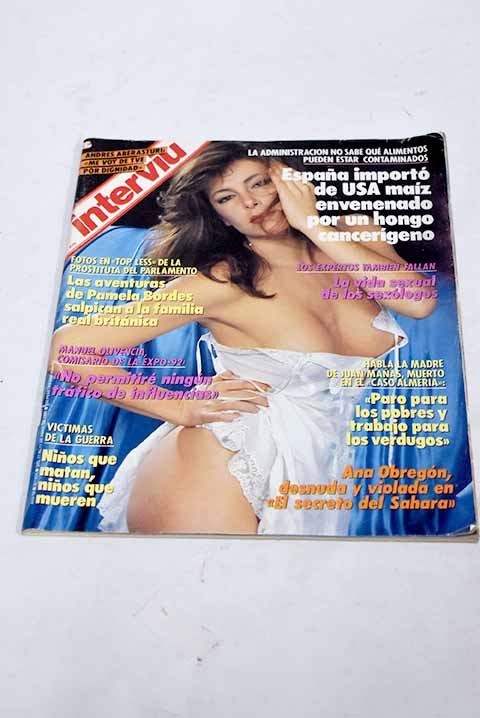 ANDRES ABERASTURI:
«ME VOY DE TVE
POR DIGNIDAD»
interviu
LA ADMINISTRACION NO SABE QUÉ ALIMENTOS
PUEDEN ESTAR CONTAMINADOS
España importó
de USA maíz
envenenado
por un hongo
cancerígeno
FOTOS EN «TOP LESS» DE LA
PROSTITUTA DEL PARLAMENTO
Las aventuras
de Pamela Bordes
salpican a la familia
real británica
LOS EXPERTOS TAMBIEN FALLAN
La vida sexual
de los sexólogos
MANUEL OLIVENCIA,
COMISARIO DE LA EXPO-92:
«No permitiré ningún
tráfico de influencias»
HABLA LA MADRE
DE JUAN MAÑAS, MUERTO
EN EL «CASO ALMERIA»:
«Paro para
los pobres y
trabajo para
los verdugos»
VICTIMAS
DE LA GUERRA
Niños que
matan,
niños que
mueren
Ana Obregón,
desnuda y violada en
«El secreto del Sahara»